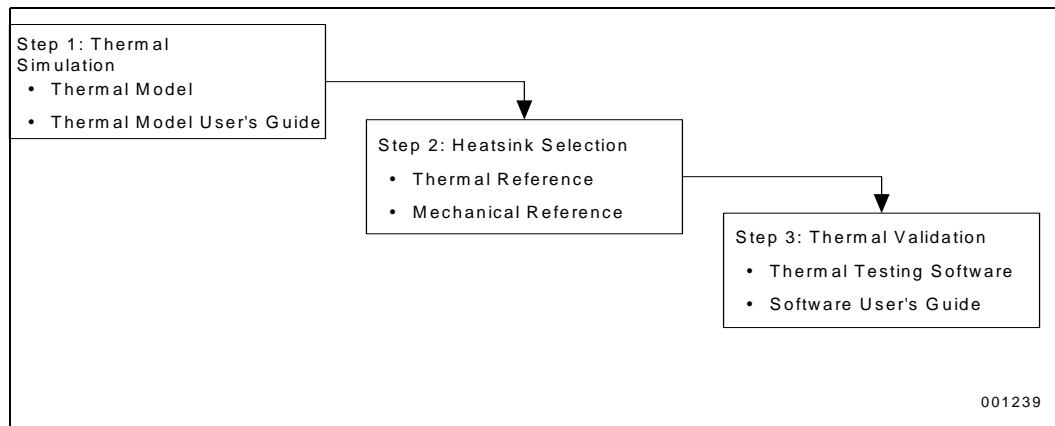 Step 1: Thermal
Simulation
• Thermal Model
• Thermal Model User's Guide
Step 2: Heatsink Selection
• Thermal Reference
• Mechanical Reference
Step 3: Thermal Validation
• Thermal Testing Software
• Software User's Guide
001239